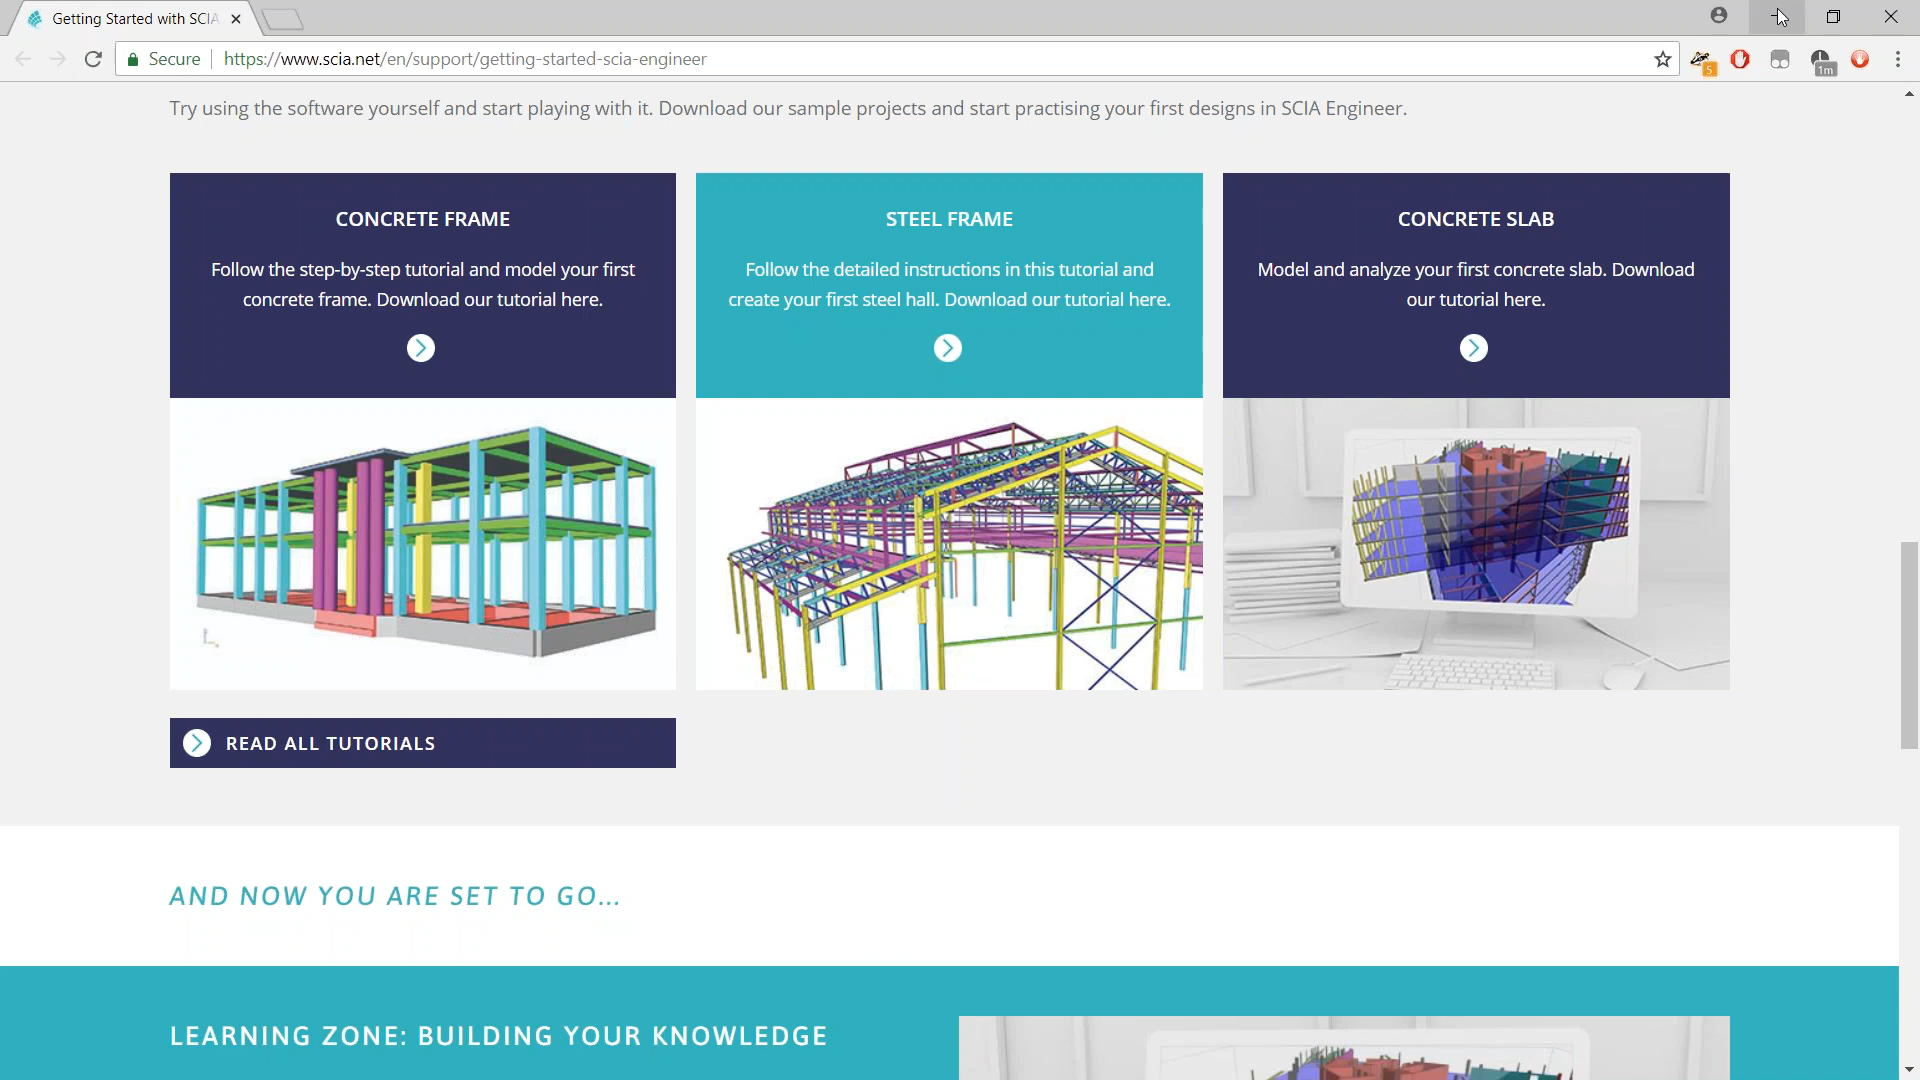 Getting Started with SCIA
Secure
https://www.scia.net/en/support/getting-started-scia-engineer
5
1m
Try using the software yourself and start playing with it. Download our sample projects and start practising your first designs in SCIA Engineer.
CONCRETE FRAME
Follow the step-by-step tutorial and model your first
concrete frame. Download our tutorial here.
STEEL FRAME
Follow the detailed instructions in this tutorial and
create your first steel hall. Download our tutorial here.
CONCRETE SLAB
Model and analyze your first concrete slab. Download
our tutorial here.
READ ALL TUTORIALS
AND NOW YOU ARE SET TO GO...
LEARNING ZONE: BUILDING YOUR KNOWLEDGE